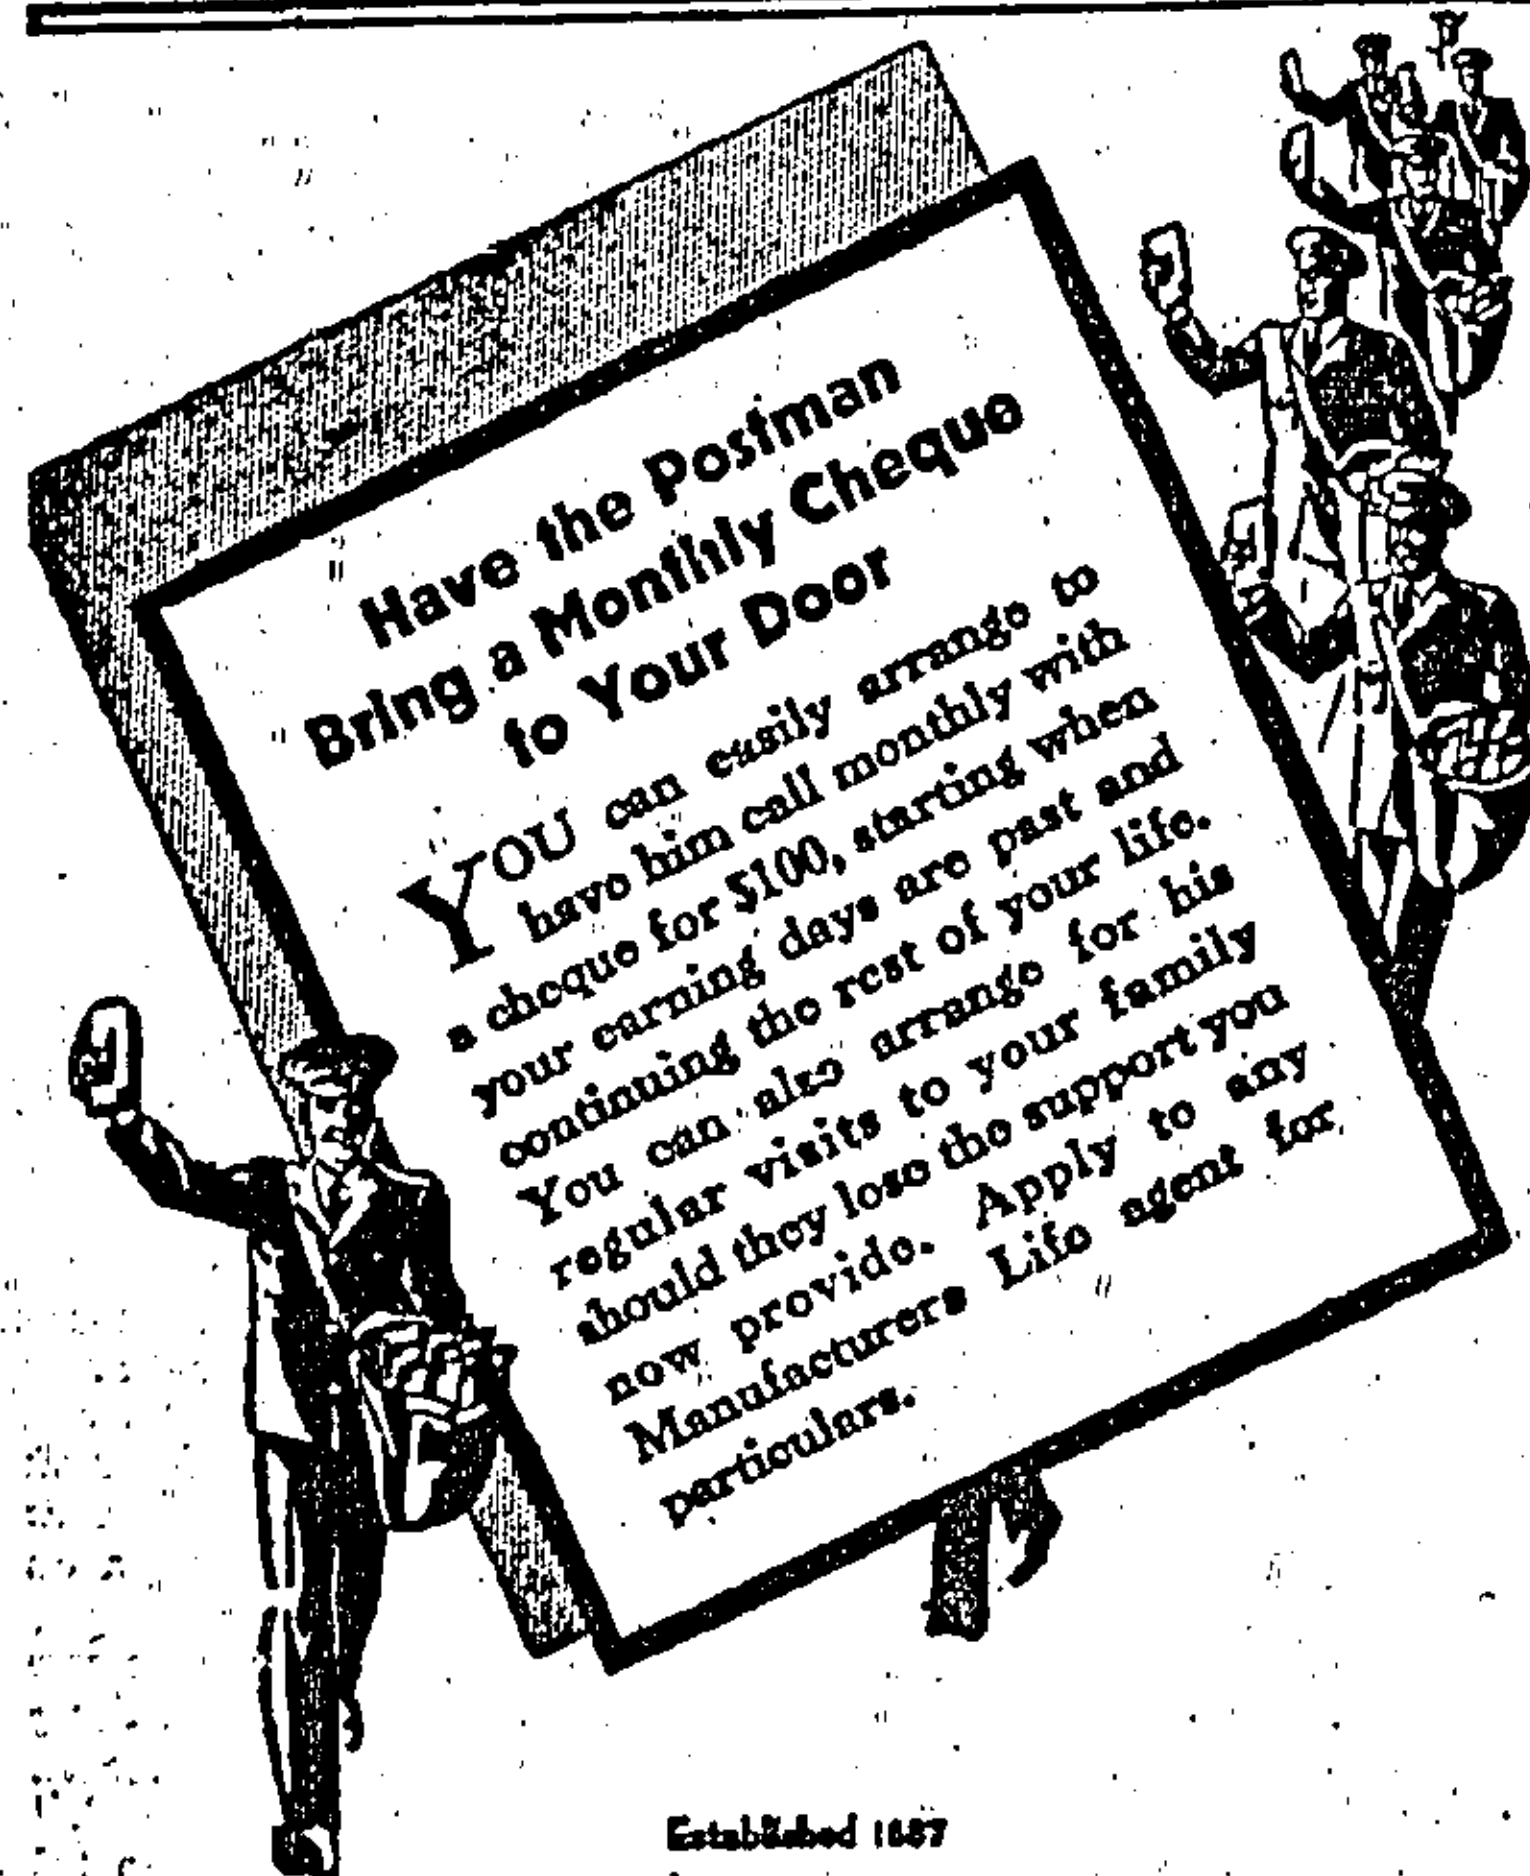 Have the Postman
Bring a Monthly Cheque
to Your Door
YOU can easily arrange to
have him call monthly with
a cheque for $100, starting when
your earning days are past and
continuing the rest of your life.
You can also arrange for his
regular visits to your family
should they lose the support you
now provide. Apply to any
Manufacturers Life agent for
particulars.
Established 1887